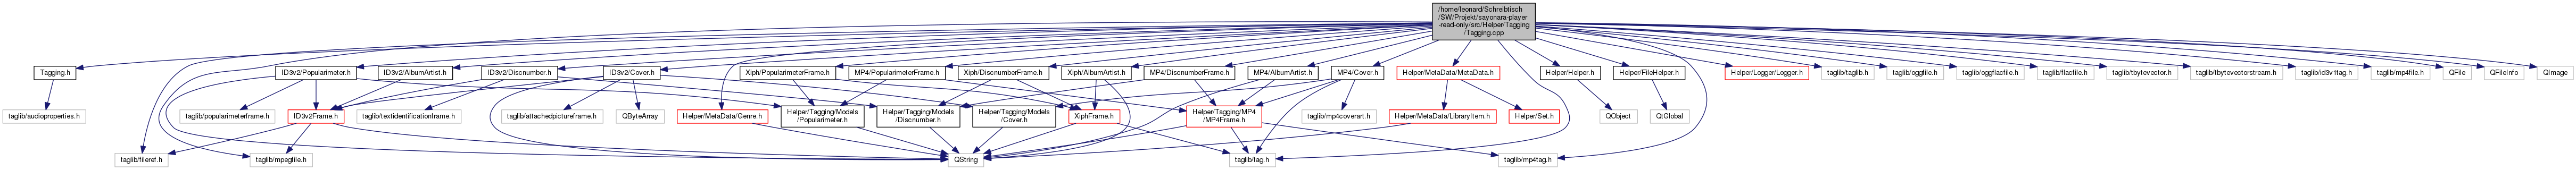 /home/leonard/Schreibtisch
/SW/Projekt/sayonara-player
-read-only/src/Helper/Tagging
/Tagging.cpp
Tagging.h
ID3v2/Popularimeter.h
ID3v2/AlbumArtist.h
ID3v2/Discnumber.h
ID3v2/Cover.h
Xiph/PopularimeterFrame.h
MP4/PopularimeterFrame.h
Xiph/DiscnumberFrame.h
Xiph/AlbumArtist.h
MP4/DiscnumberFrame.h
MP4/AlbumArtist.h
MP4/Cover.h
Helper/MetaData/MetaData.h
Helper/Helper.h
Helper/FileHelper.h
Helper/Logger/Logger.h
taglib/taglib.h
taglib/oggfile.h
taglib/oggflacfile.h
taglib/flacfile.h
taglib/tbytevector.h
taglib/tbytevectorstream.h
taglib/id3v1tag.h
taglib/mp4file.h
QFile
QFileInfo
QImage
taglib/audioproperties.h
taglib/popularimeterframe.h
ID3v2Frame.h
taglib/textidentificationframe.h
taglib/attachedpictureframe.h
QByteArray
Helper/MetaData/Genre.h
Helper/Tagging/Models
/Popularimeter.h
Helper/Tagging/Models
/Discnumber.h
Helper/Tagging/Models
/Cover.h
XiphFrame.h
Helper/Tagging/MP4
/MP4Frame.h
taglib/mp4coverart.h
Helper/MetaData/LibraryItem.h
Helper/Set.h
QObject
QtGlobal
taglib/fileref.h
taglib/mpegfile.h
QString
taglib/tag.h
taglib/mp4tag.h